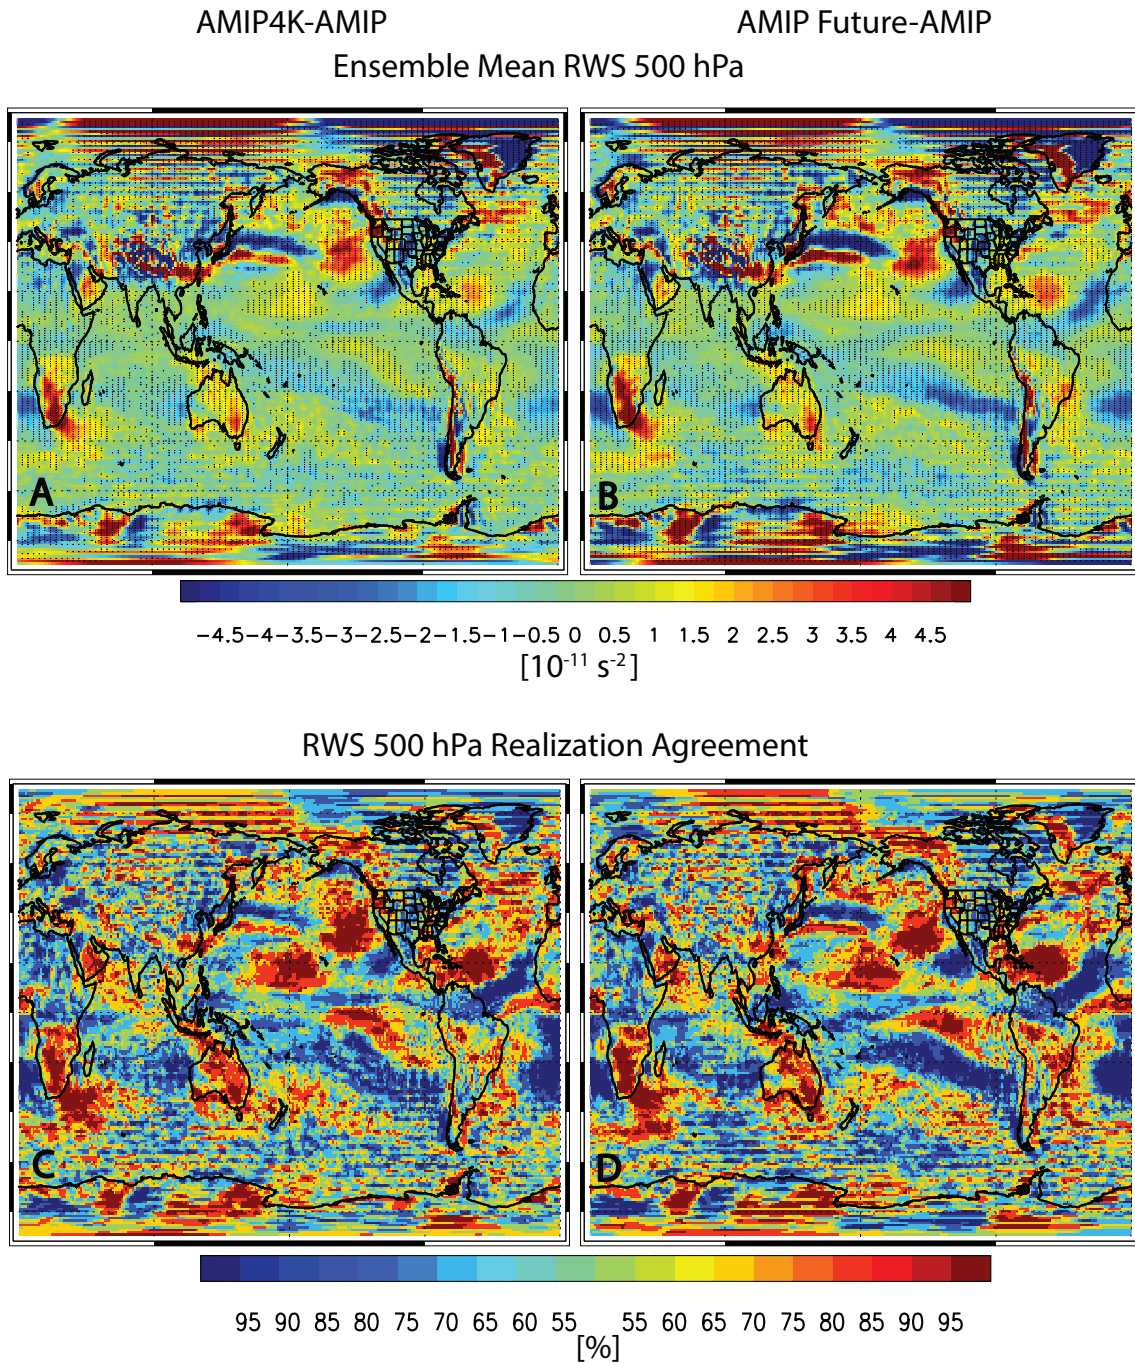 AMIP4K-AMIP AMIP Future-AMIP
Ensemble Mean RWS 500 hPa
A B
-4.5-4-3.5-3-2.5-2-1.5-1-0.5 0 0.5 1 1.5 2 2.5 3 3.5 4 4.5
[10⁻¹¹ s⁻²]
RWS 500 hPa Realization Agreement
C D
95 90 85 80 75 70 65 60 55 55 60 65 70 75 80 85 90 95
[%]